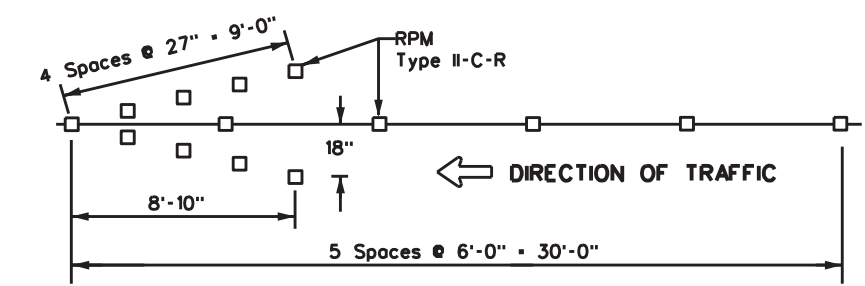 4 Spaces @ 27" = 9'-0"
RPM
Type II-C-R
18"
DIRECTION OF TRAFFIC
8'-10"
5 Spaces @ 6'-0" = 30'-0"